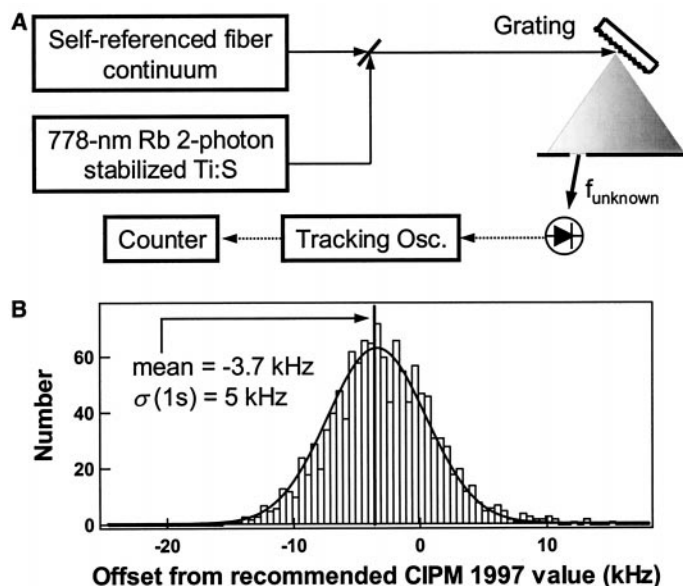 A
Self-referenced fiber
continuum
Grating
778-nm Rb 2-photon
stabilized Ti:S
f unknown
Counter
Tracking Osc.
B
mean = -3.7 kHz
σ(1s) = 5 kHz
Number
60
40
20
0
-20
-10
0
10
Offset from recommended CIPM 1997 value (kHz)